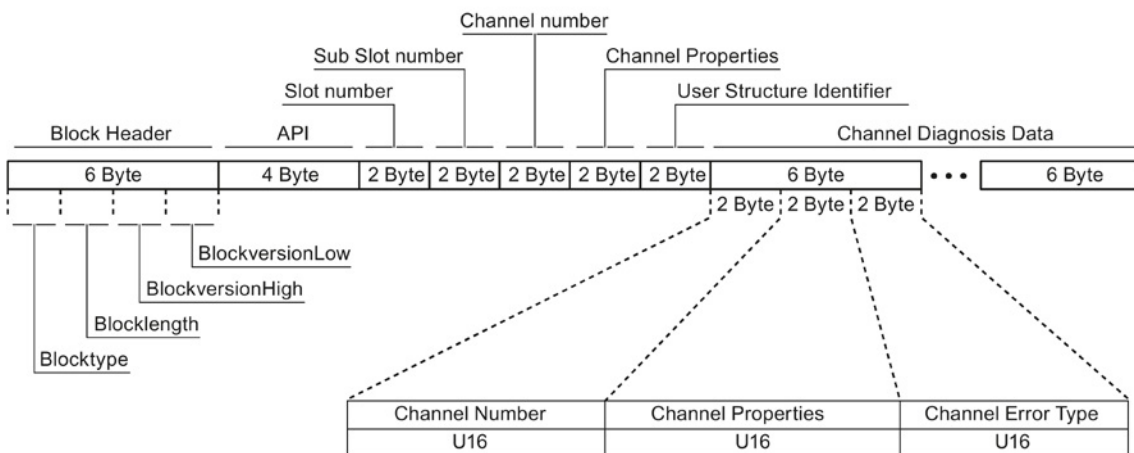 Channel number
Sub Slot number
Channel Properties
Slot number
User Structure Identifier
Block Header
API
Channel Diagnosis Data
6 Byte
4 Byte
2 Byte
2 Byte
2 Byte
2 Byte
2 Byte
6 Byte
•••
6 Byte
2 Byte
2 Byte
2 Byte
BlockversionLow
BlockversionHigh
Blocklength
Blocktype
Channel Number
Channel Properties
Channel Error Type
U16
U16
U16